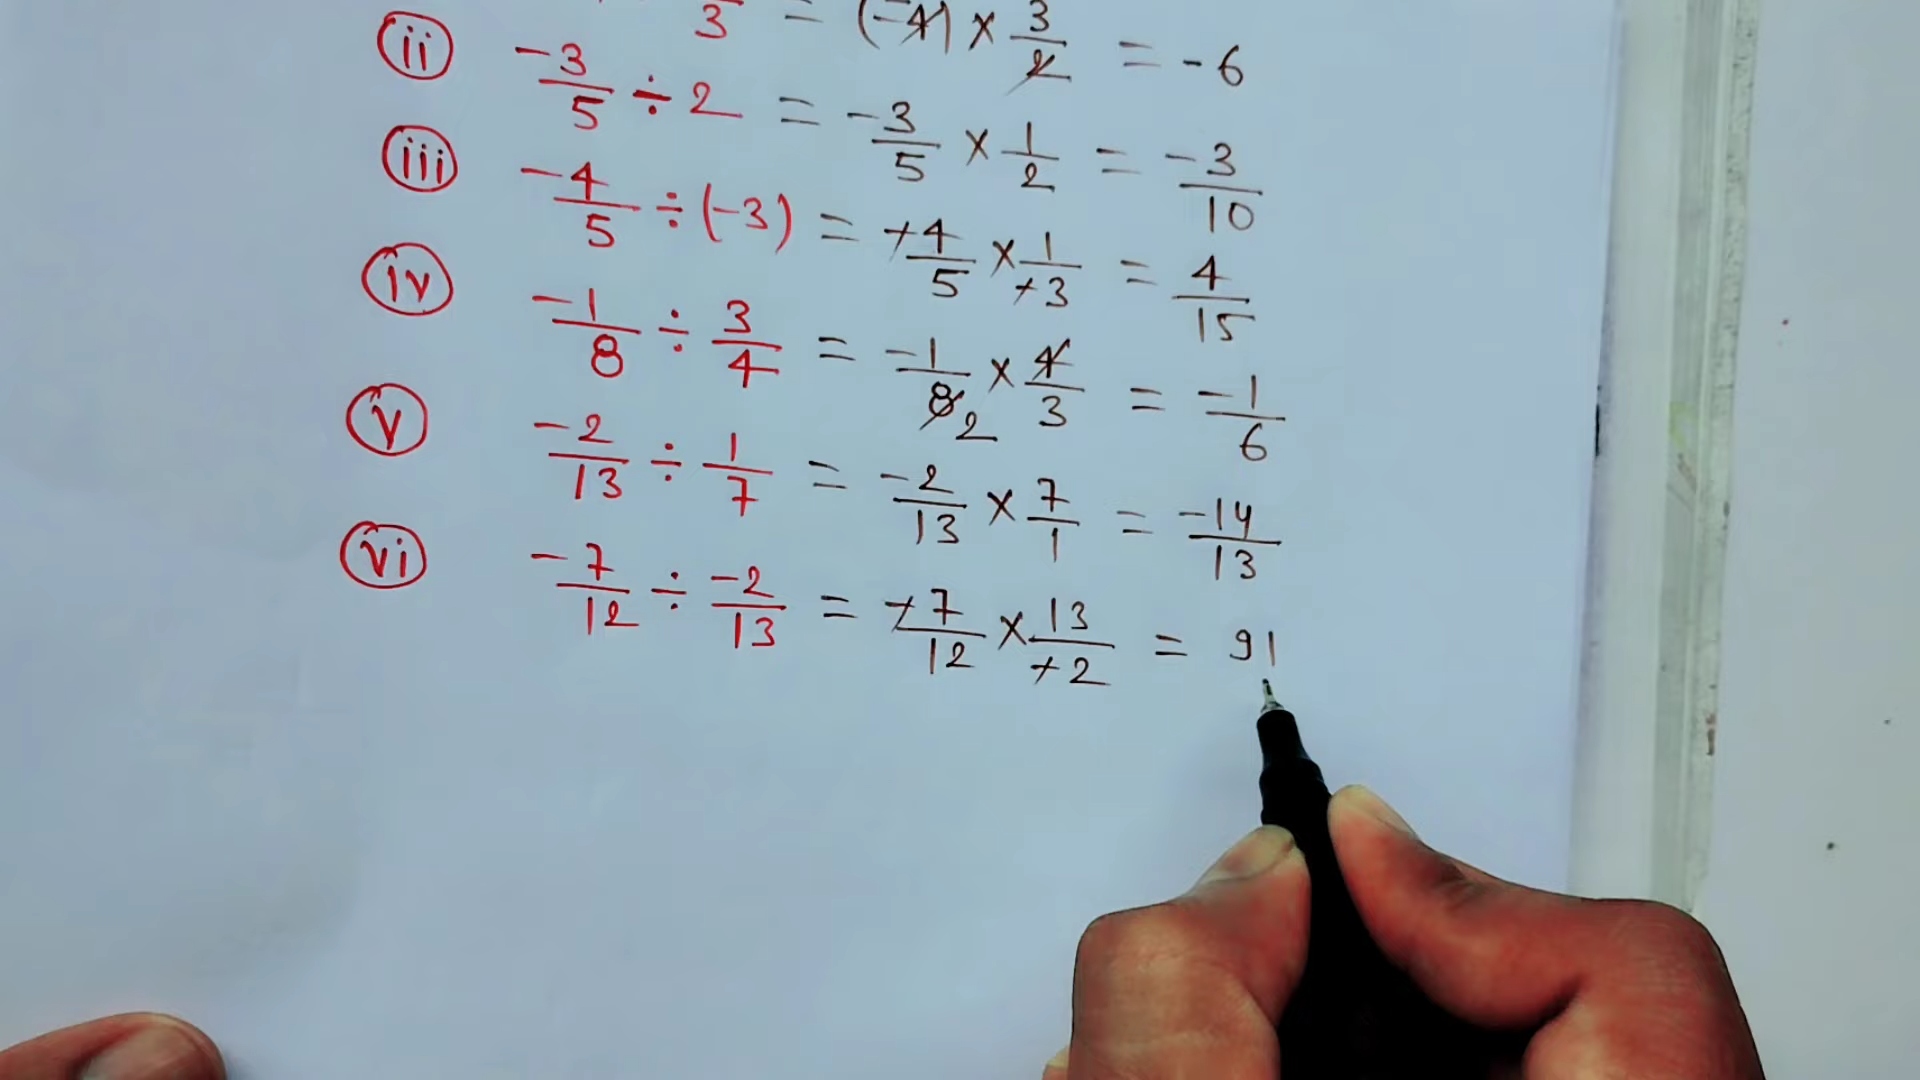 3 = (-4) × 3/2 = -6
(ii) -3/5 ÷ 2 = -3/5 × 1/2 = -3/10
(iii) -4/5 ÷ (-3) = -4/5 × 1/-3 = 4/15
(iv) -1/8 ÷ 3/4 = -1/8 2 × 4/3 = -1/6
(v) -2/13 ÷ 1/7 = -2/13 × 7/1 = -14/13
(vi) -7/12 ÷ -2/13 = -7/12 × 13/-2 = 91